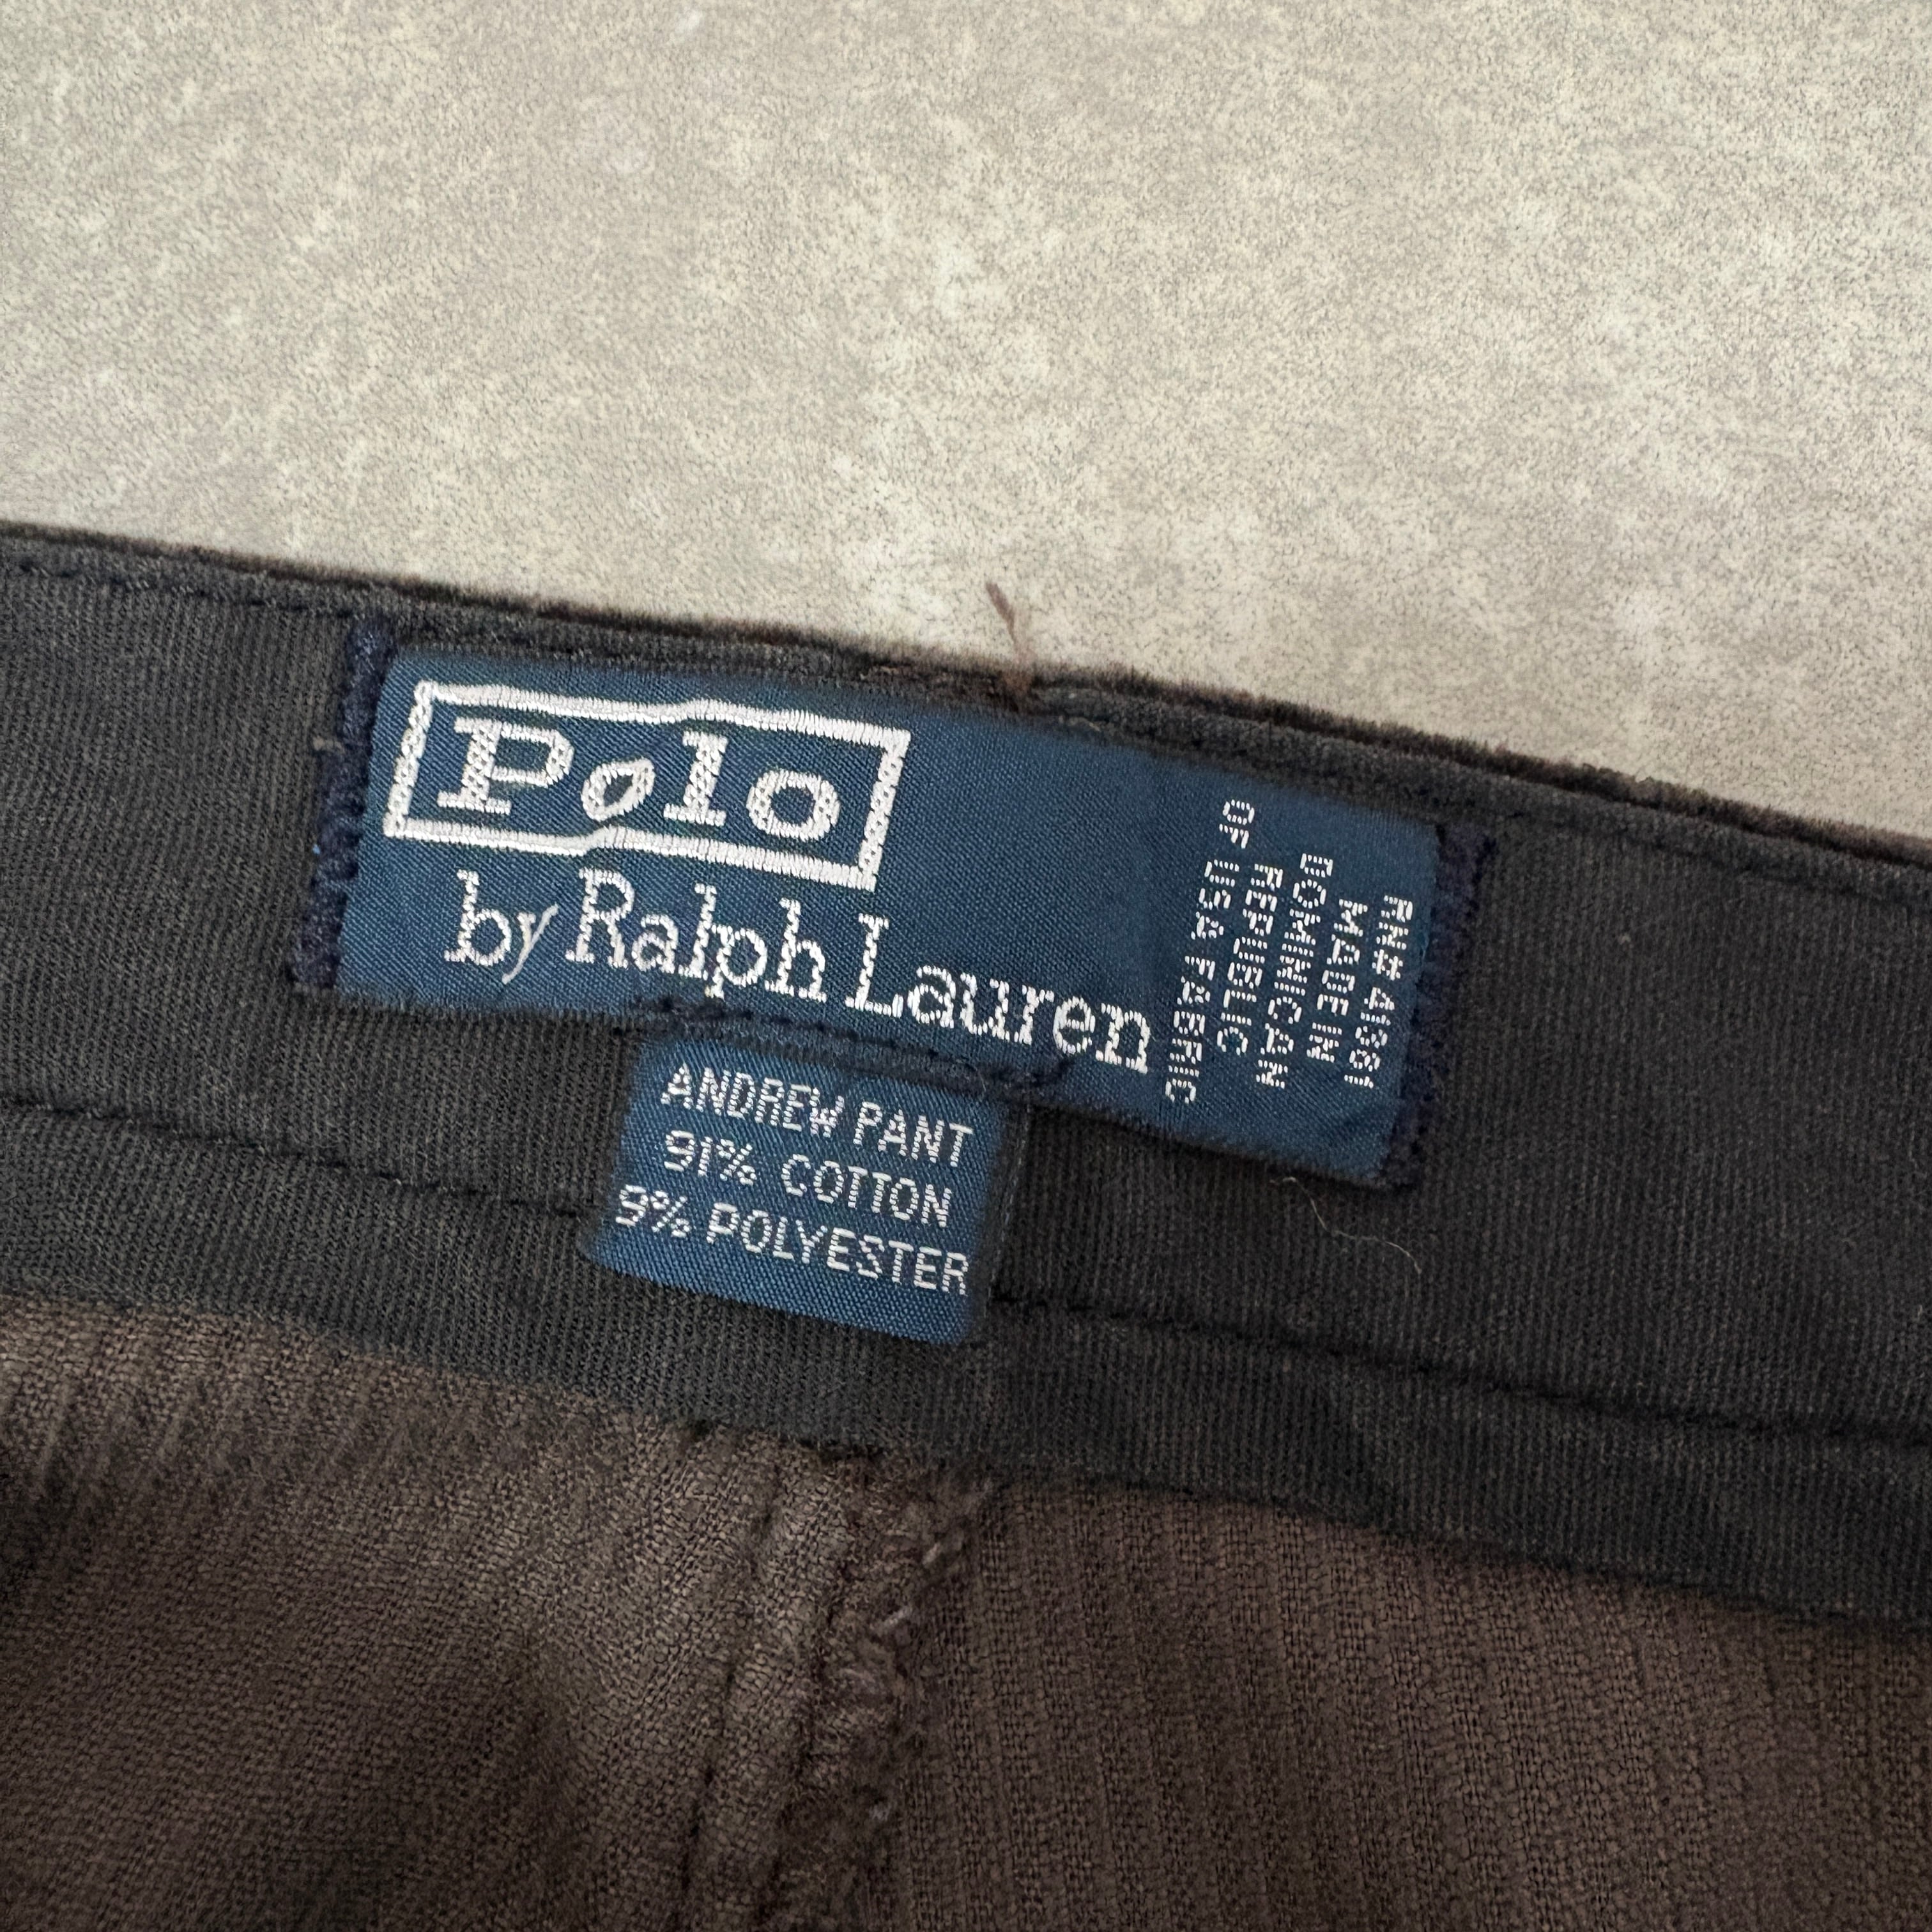 Polo
by Ralph Lauren
RN# 41381
MADE IN
DOMINICAN
REPUBLIC
OF USA FABRIC
ANDREW PANT
91% COTTON
9% POLYESTER